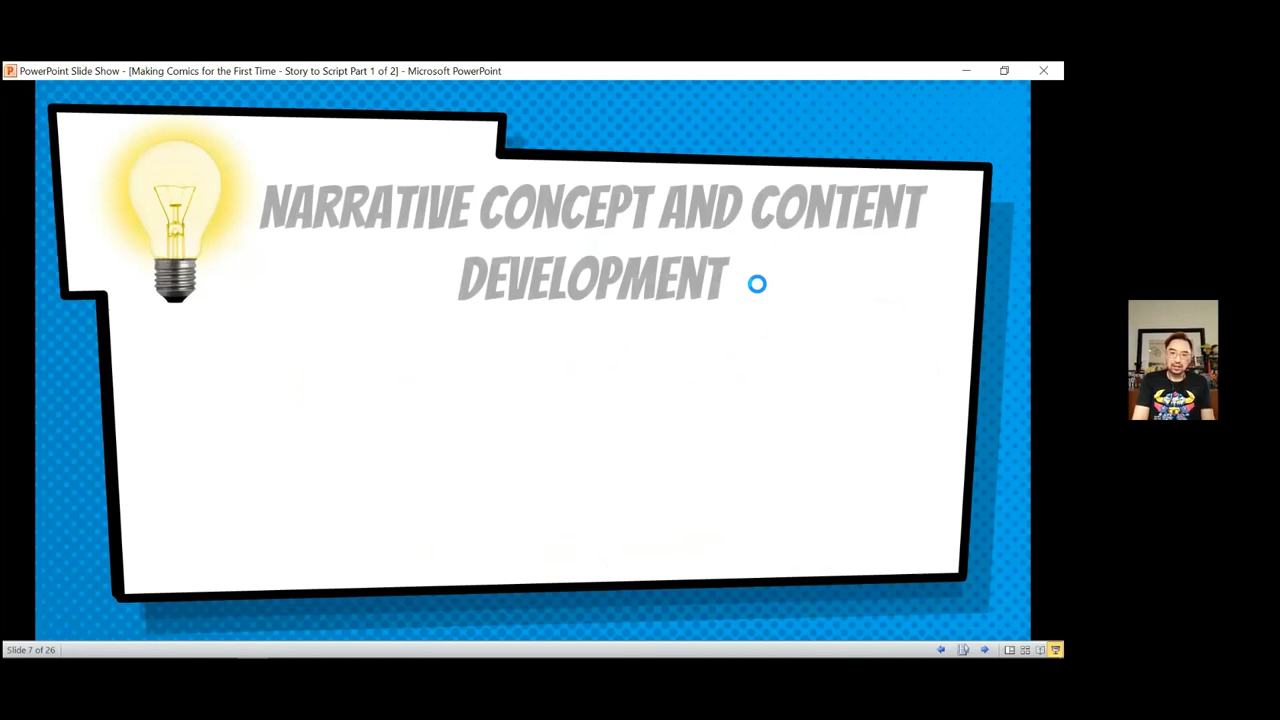 PowerPoint Slide Show - [Making Comics for the First Time - Story to Script Part 1 of 2] - Microsoft PowerPoint
NARRATIVE CONCEPT AND CONTENT
DEVELOPMENT
Slide 7 of 26